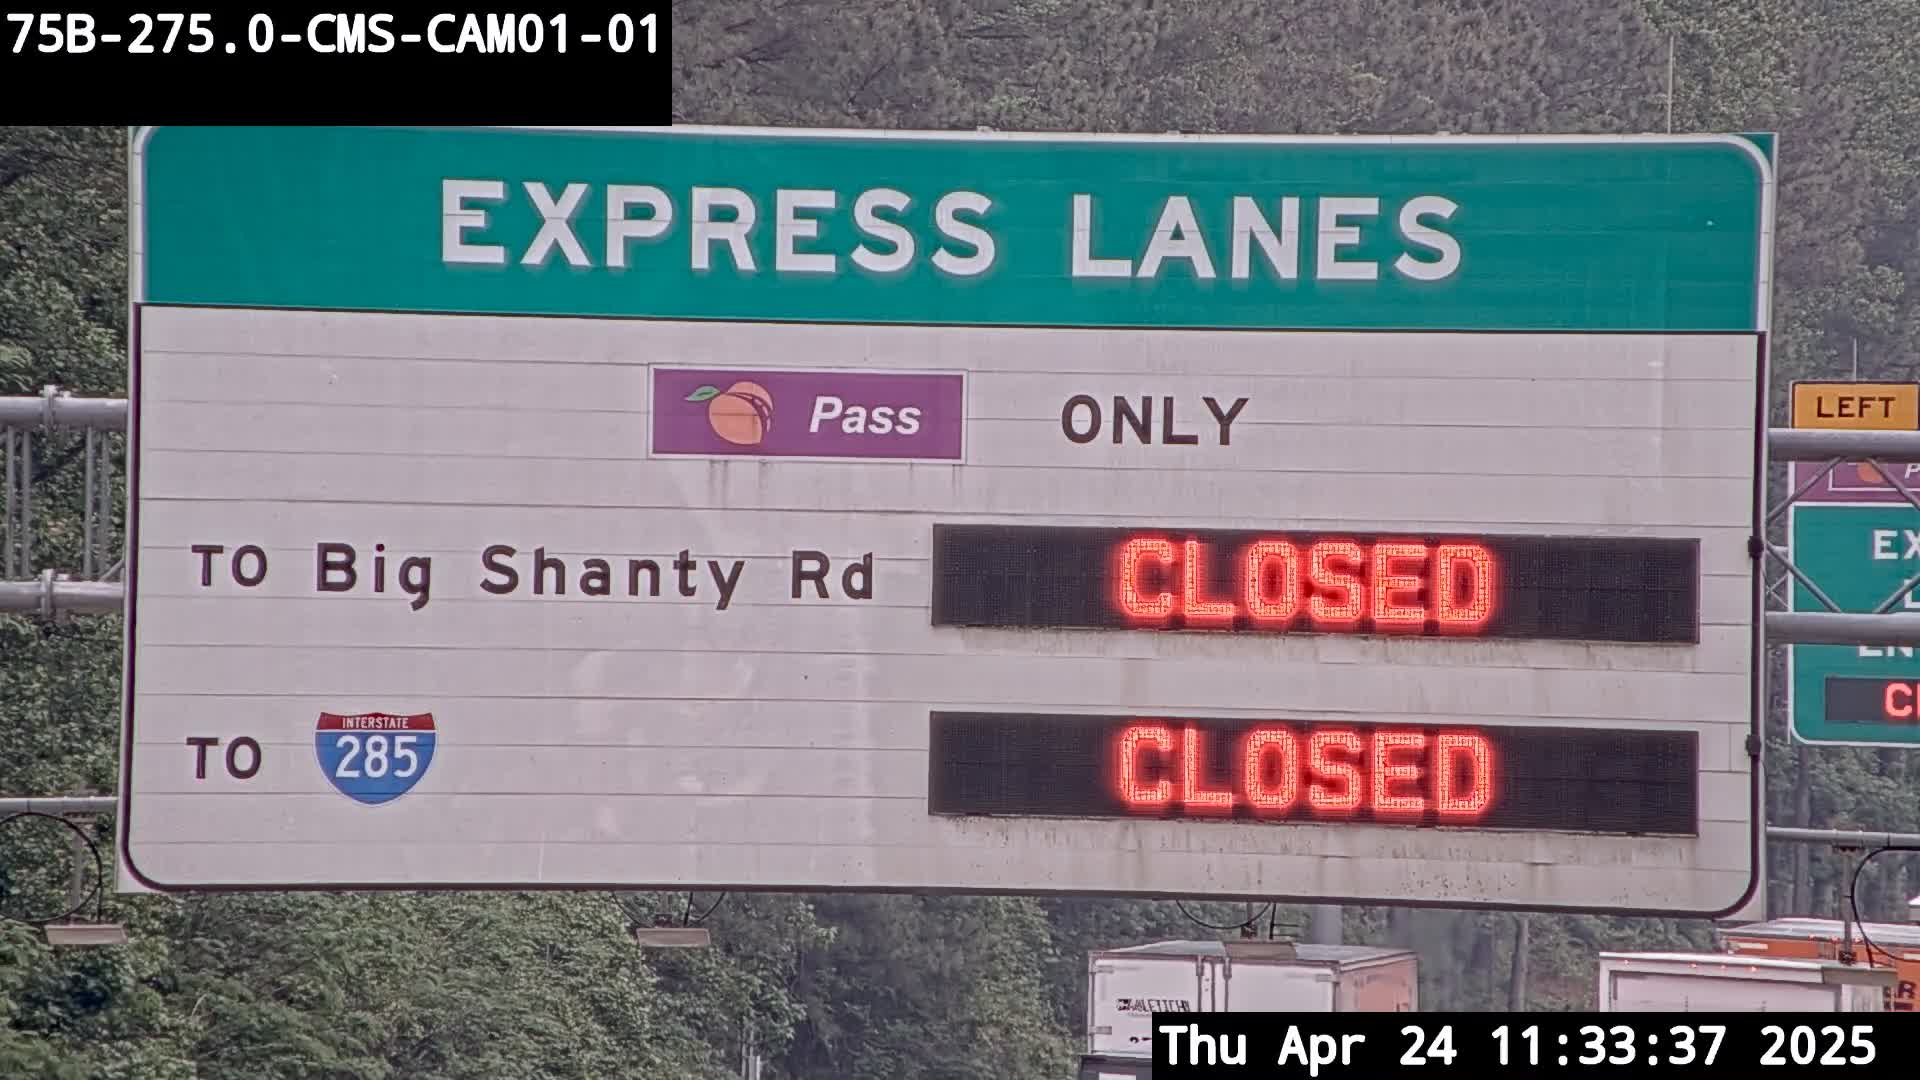 75B-275.0-CMS-CAM01-01
EXPRESS LANES
Pass ONLY
LEFT
TO Big Shanty Rd CLOSED
TO INTERSTATE 285 CLOSED
Thu Apr 24 11:33:37 2025